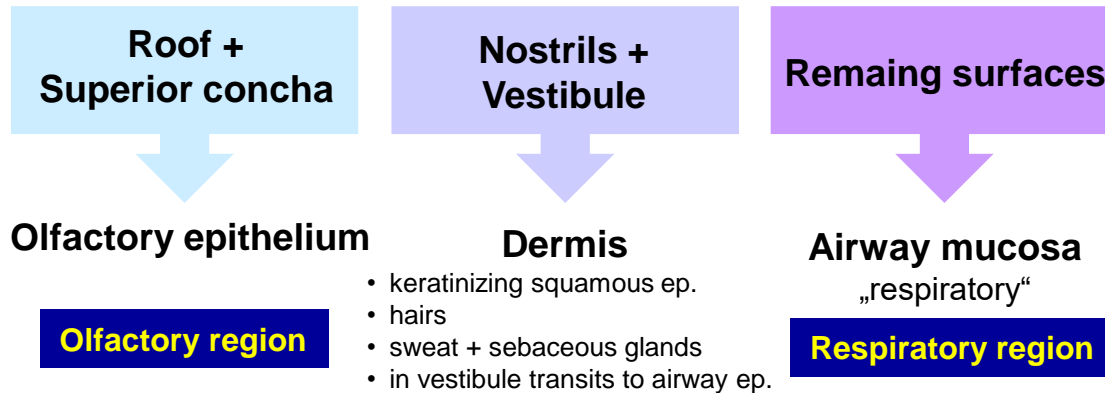 Roof +
Superior concha
Nostrils +
Vestibule
Remaing surfaces
Olfactory epithelium
Olfactory region
Dermis
• keratinizing squamous ep.
• hairs
• sweat + sebaceous glands
• in vestibule transits to airway ep.
Airway mucosa
„respiratory“
Respiratory region